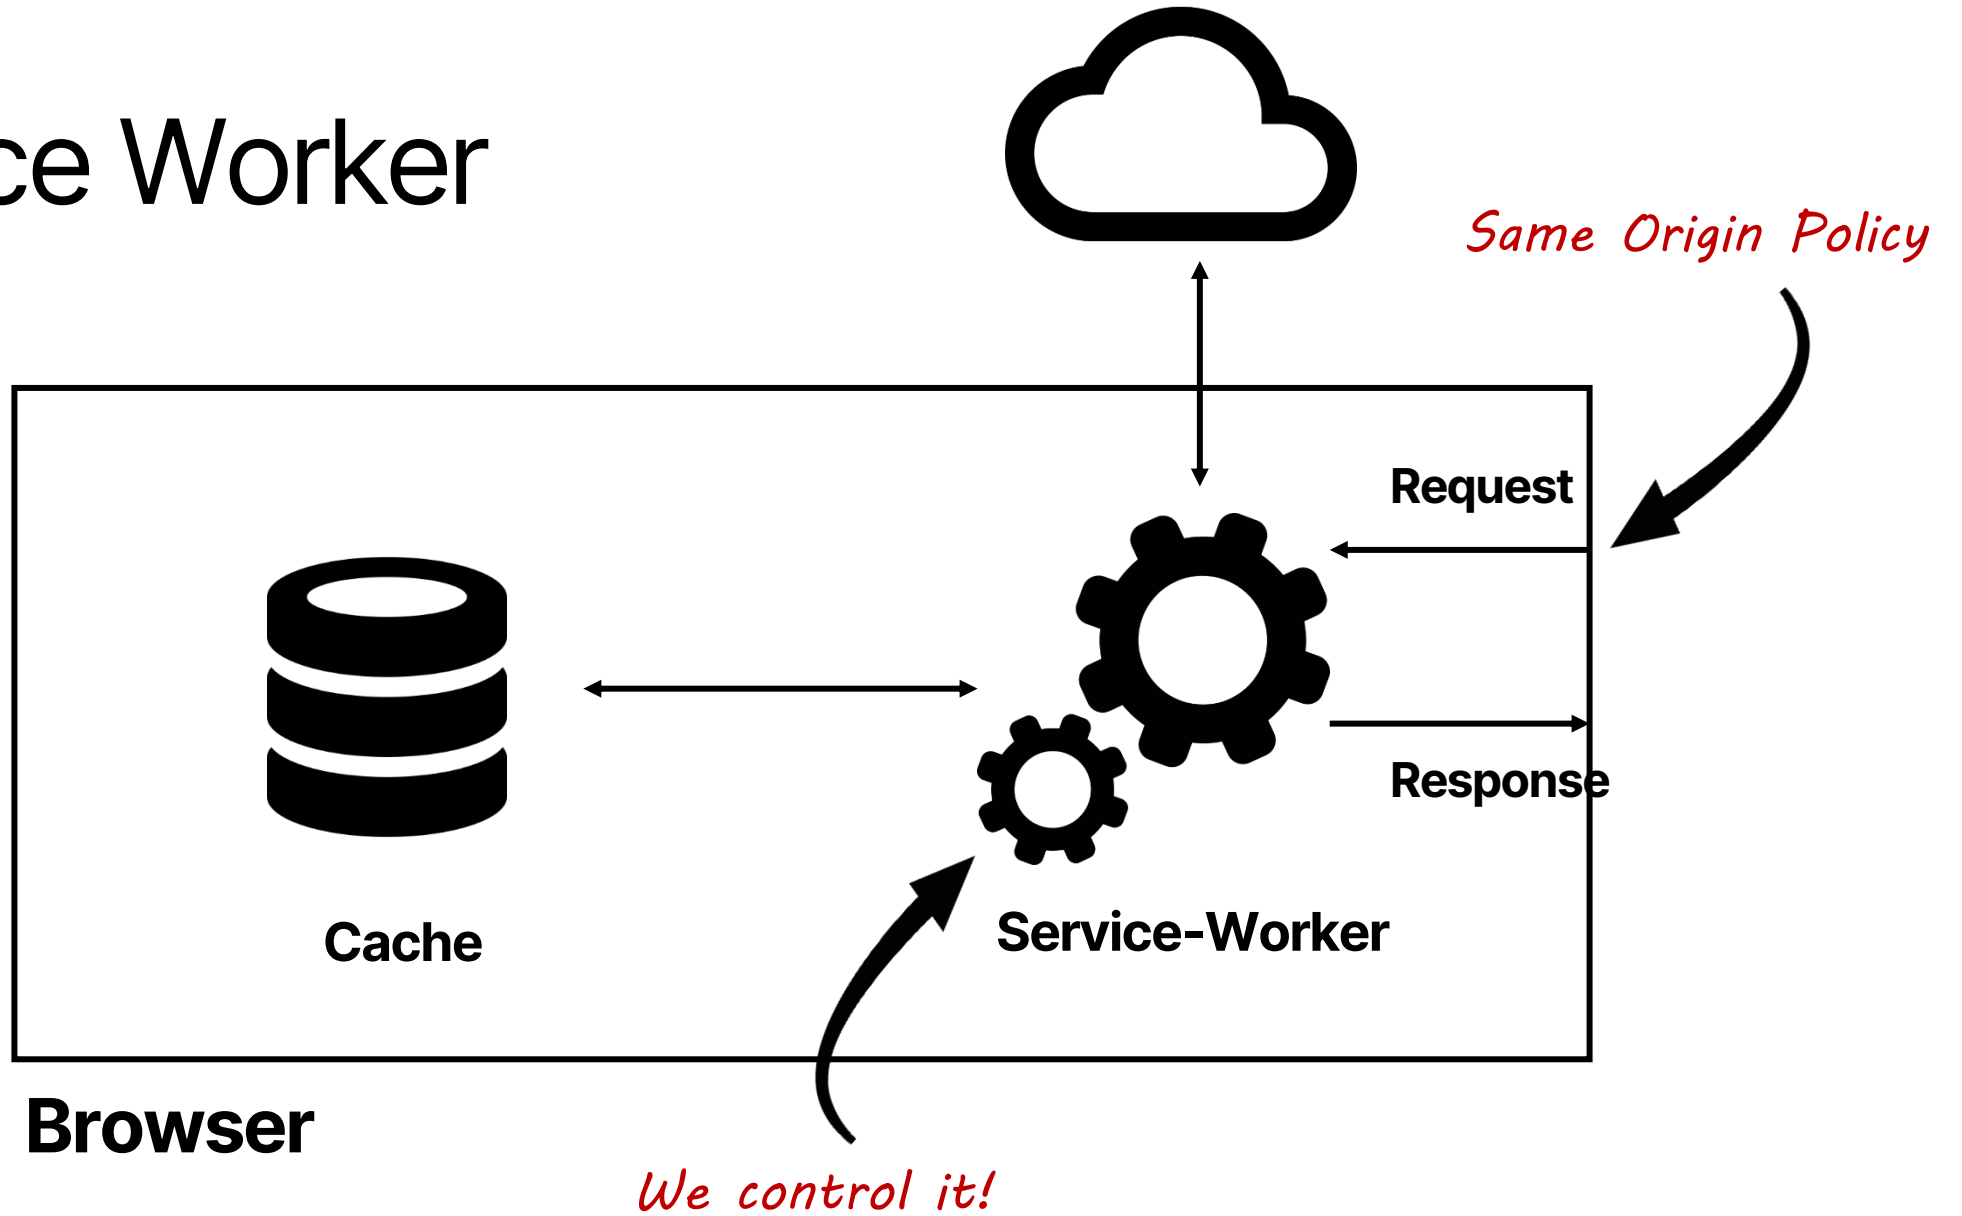 ce Worker
Same Origin Policy
Request
Response
Cache
Service-Worker
Browser
We control it!